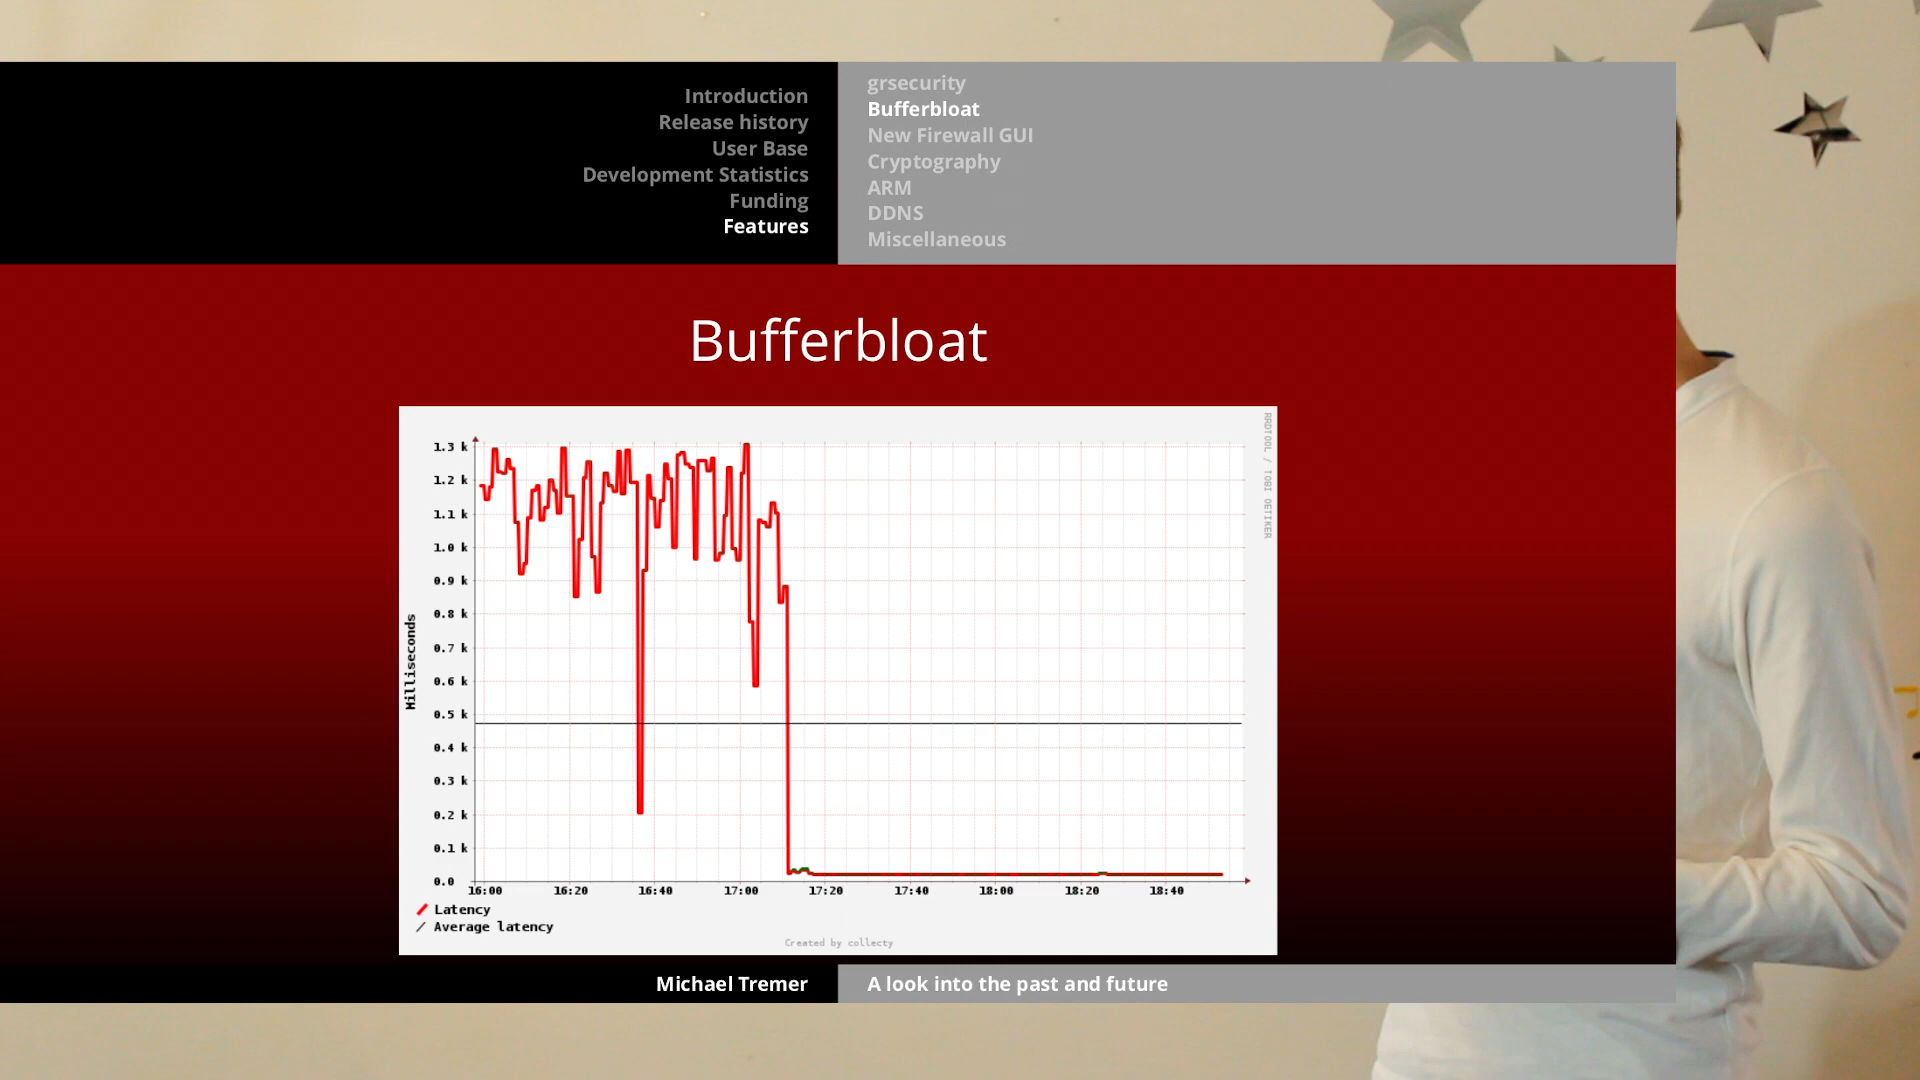 Introduction
Release history
User Base
Development Statistics
Funding
Features
grsecurity
Bufferbloat
New Firewall GUI
Cryptography
ARM
DDNS
Miscellaneous
Bufferbloat
RRDTOOL / TOBI OETIKER
Milliseconds
1.3 k
1.2 k
1.1 k
1.0 k
0.9 k
0.8 k
0.7 k
0.6 k
0.5 k
0.4 k
0.3 k
0.2 k
0.1 k
0.0
16:00 16:20 16:40 17:00 17:20 17:40 18:00 18:20 18:40
Latency
Average latency
Created by collecty
Michael Tremer
A look into the past and future